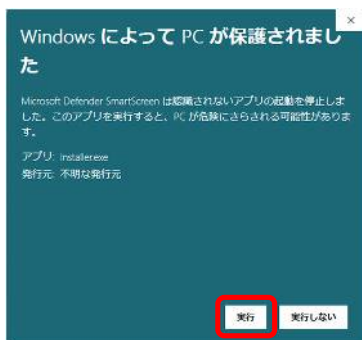 Windows によって PC が保護されまし
た
Microsoft Defender SmartScreen は認識されないアプリの起動を停止しま
した。このアプリを実行すると、PC が危険にさらされる可能性がありま
す。
アプリ: Installer.exe
発行元: 不明な発行元
実行
実行しない